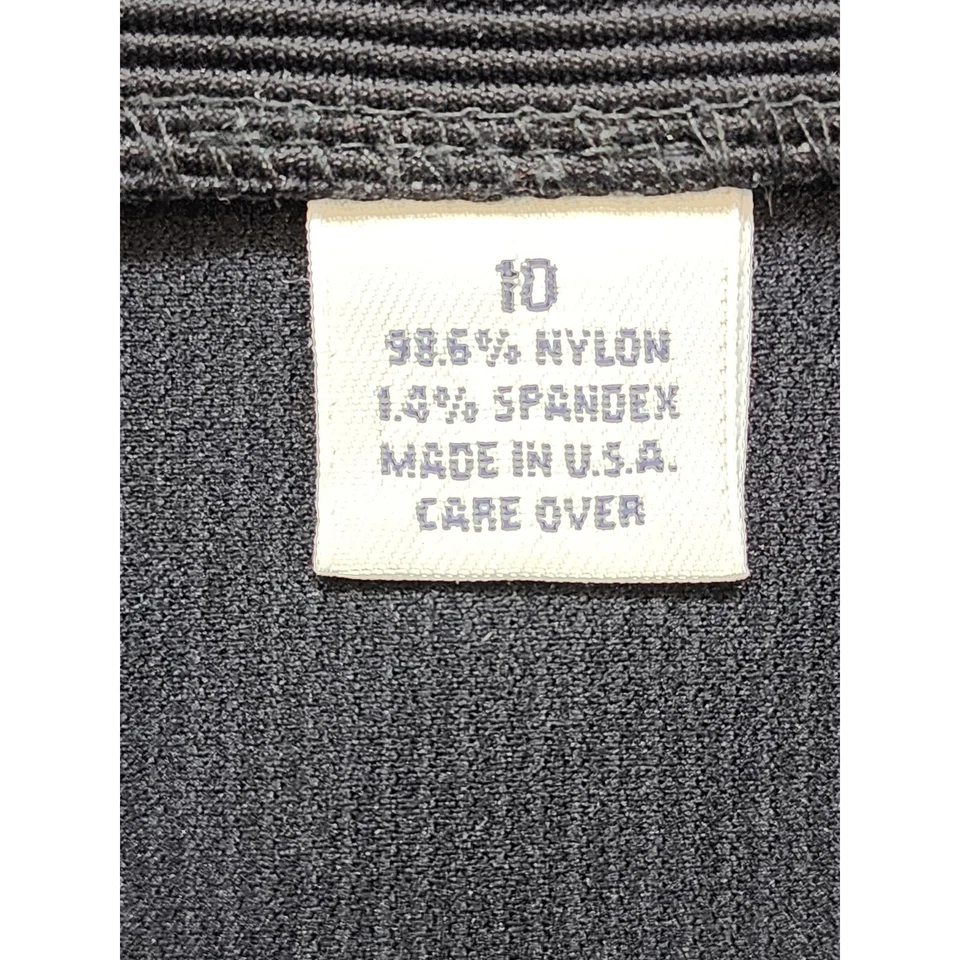 10
98.6% NYLON
1.4% SPANDEX
MADE IN U.S.A.
CARE OVER